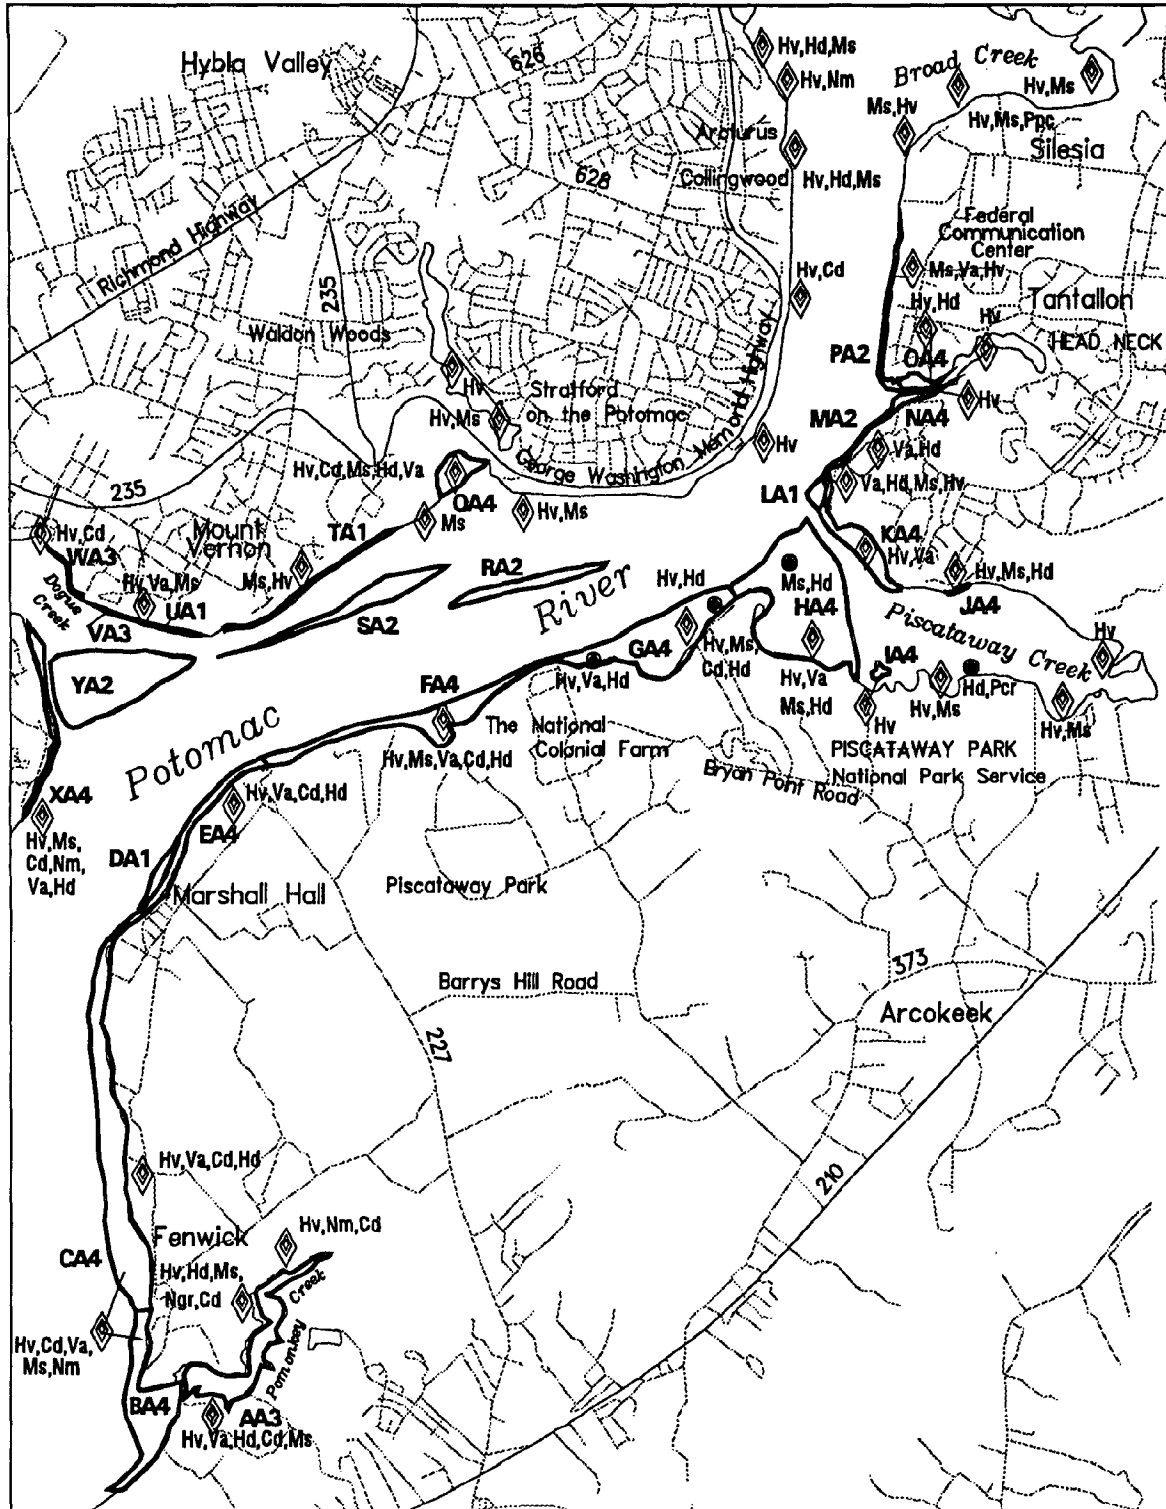 Hybla Valley
626
Hv,Hd,Ms
Hv,Nm
Broad Creek
Hv,Ms
Ms,Hv
Hv,Ms,Ppc
Silesia
Arcturus
Collingwood
Hv,Hd,Ms
628
Richmond Highway
235
Federal
Communication
Center
Ms,Va,Hv
Hv,Cd
Hv,Hd
Tantallon
Hv
HEAD NECK
Waldon Woods
PA2
OA4
Hv
Stratford
on the Potomac
Hv,Ms
George Washington Memorial Highway
Hv
MA2
NA4
Hv
Va,Hd
Va,Hd,Ms,Hv
LA1
235
Hv,Cd,Ms,Hd,Va
OA4
Ms
Hv,Ms
Hv,Cd
WA3
Mount
Vernon
TA1
Ms,Hv
KA4
Hv,Va
Hv,Ms,Hd
JA4
Dogue
Creek
Hv,Va,Ms
UA1
VA3
RA2
SA2
River
Hv,Hd
Ms,Hd
HA4
Piscataway Creek
Hv
YA2
GA4
Hv,Ms,
Cd,Hd
Hv,Va
Ms,Hd
IA4
Hd,Pcr
Hv,Ms
Hv,Ms
Hv
FA4
Hv,Va,Hd
Potomac
The National
Colonial Farm
Hv,Ms,Va,Cd,Hd
Bryan Point Road
PISCATAWAY PARK
National Park Service
XA4
Hv,Ms,
Cd,Nm,
Va,Hd
Hv,Va,Cd,Hd
EA4
DA1
Marshall Hall
Piscataway Park
Barrys Hill Road
373
Arcokeek
227
210
Hv,Va,Cd,Hd
Fenwick
Hv,Nm,Cd
CA4
Hv,Hd,Ms,
Ngr,Cd
Pomonkey Creek
Hv,Cd,Va,
Ms,Nm
BA4
AA3
Hv,Va,Hd,Cd,Ms